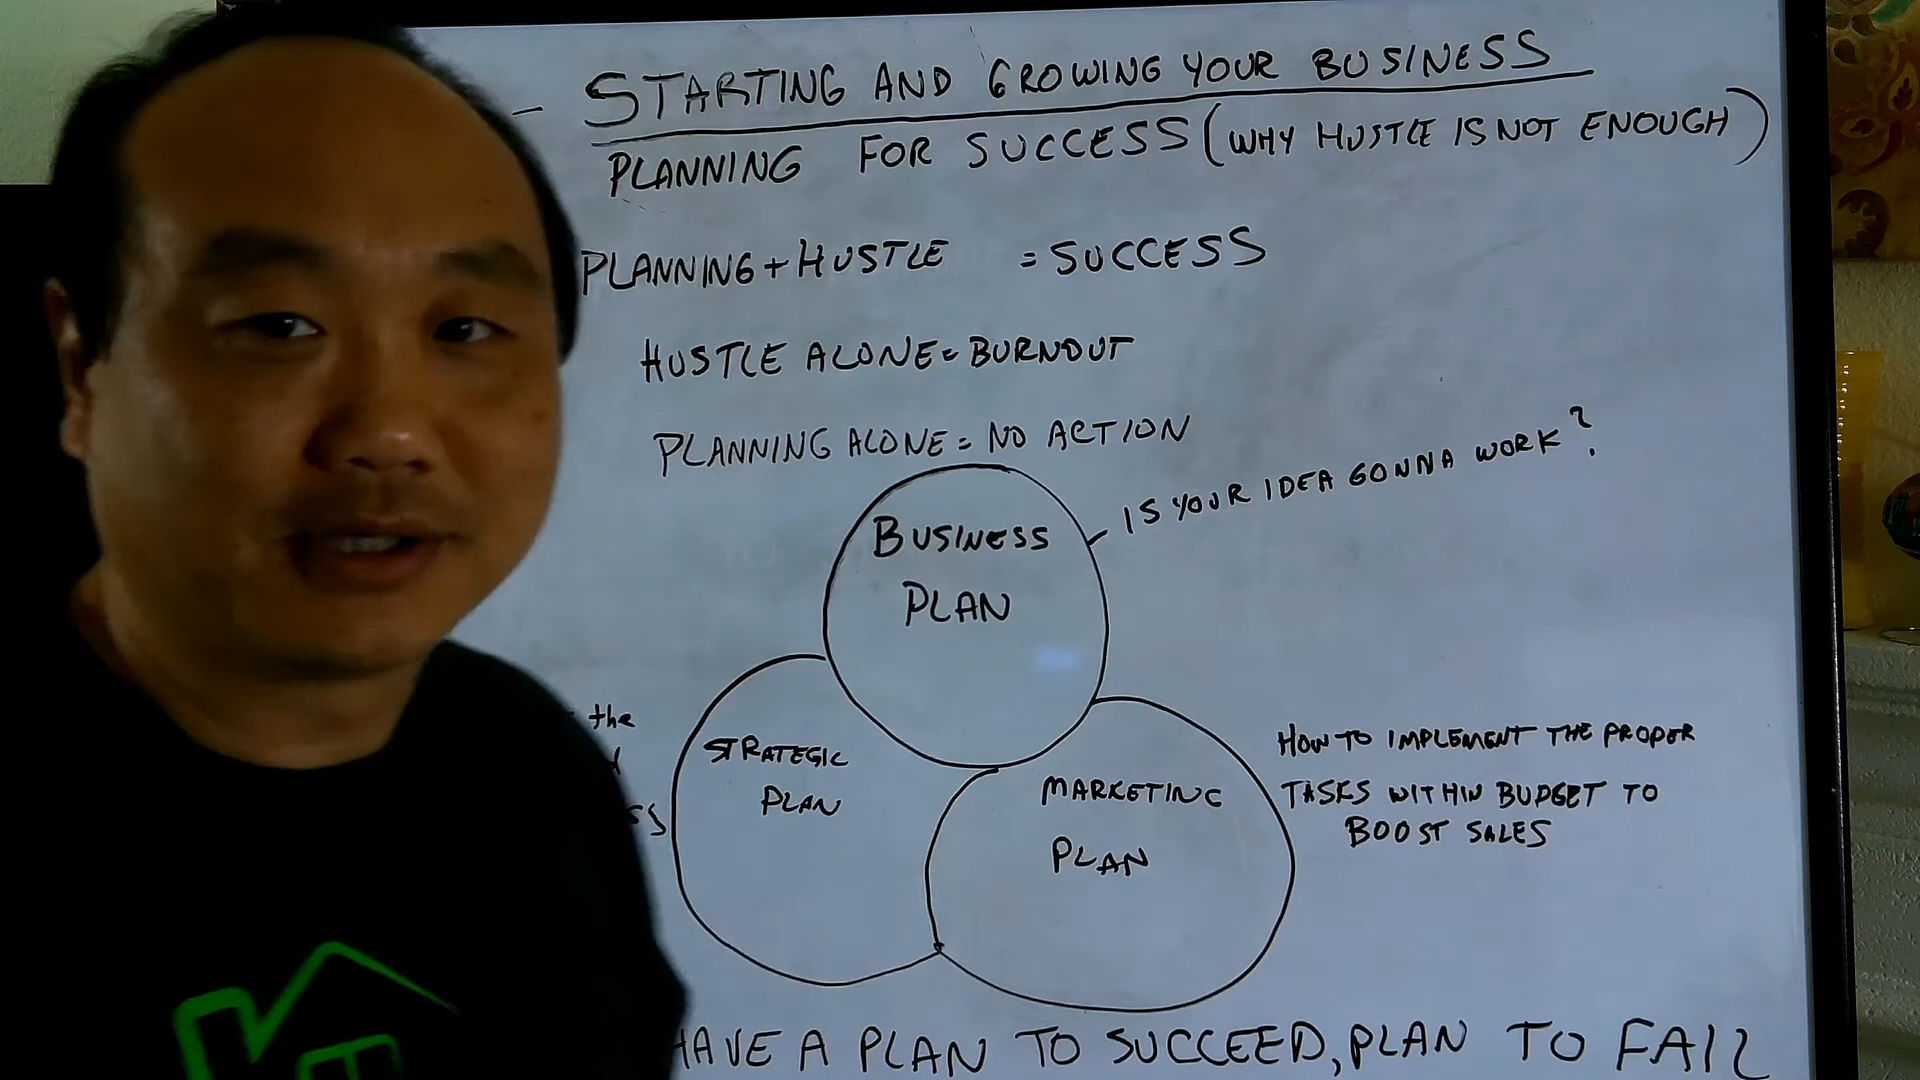 - STARTING AND GROWING YOUR BUSINESS
PLANNING FOR SUCCESS (WHY HUSTLE IS NOT ENOUGH)
PLANNING + HUSTLE = SUCCESS
HUSTLE ALONE = BURNOUT
PLANNING ALONE = NO ACTION
IS YOUR IDEA GONNA WORK?
BUSINESS
PLAN
the
STRATEGIC
PLAN
MARKETING
PLAN
HOW TO IMPLEMENT THE PROPER
TASKS WITHIN BUDGET TO
BOOST SALES
HAVE A PLAN TO SUCCEED, PLAN TO FAIL